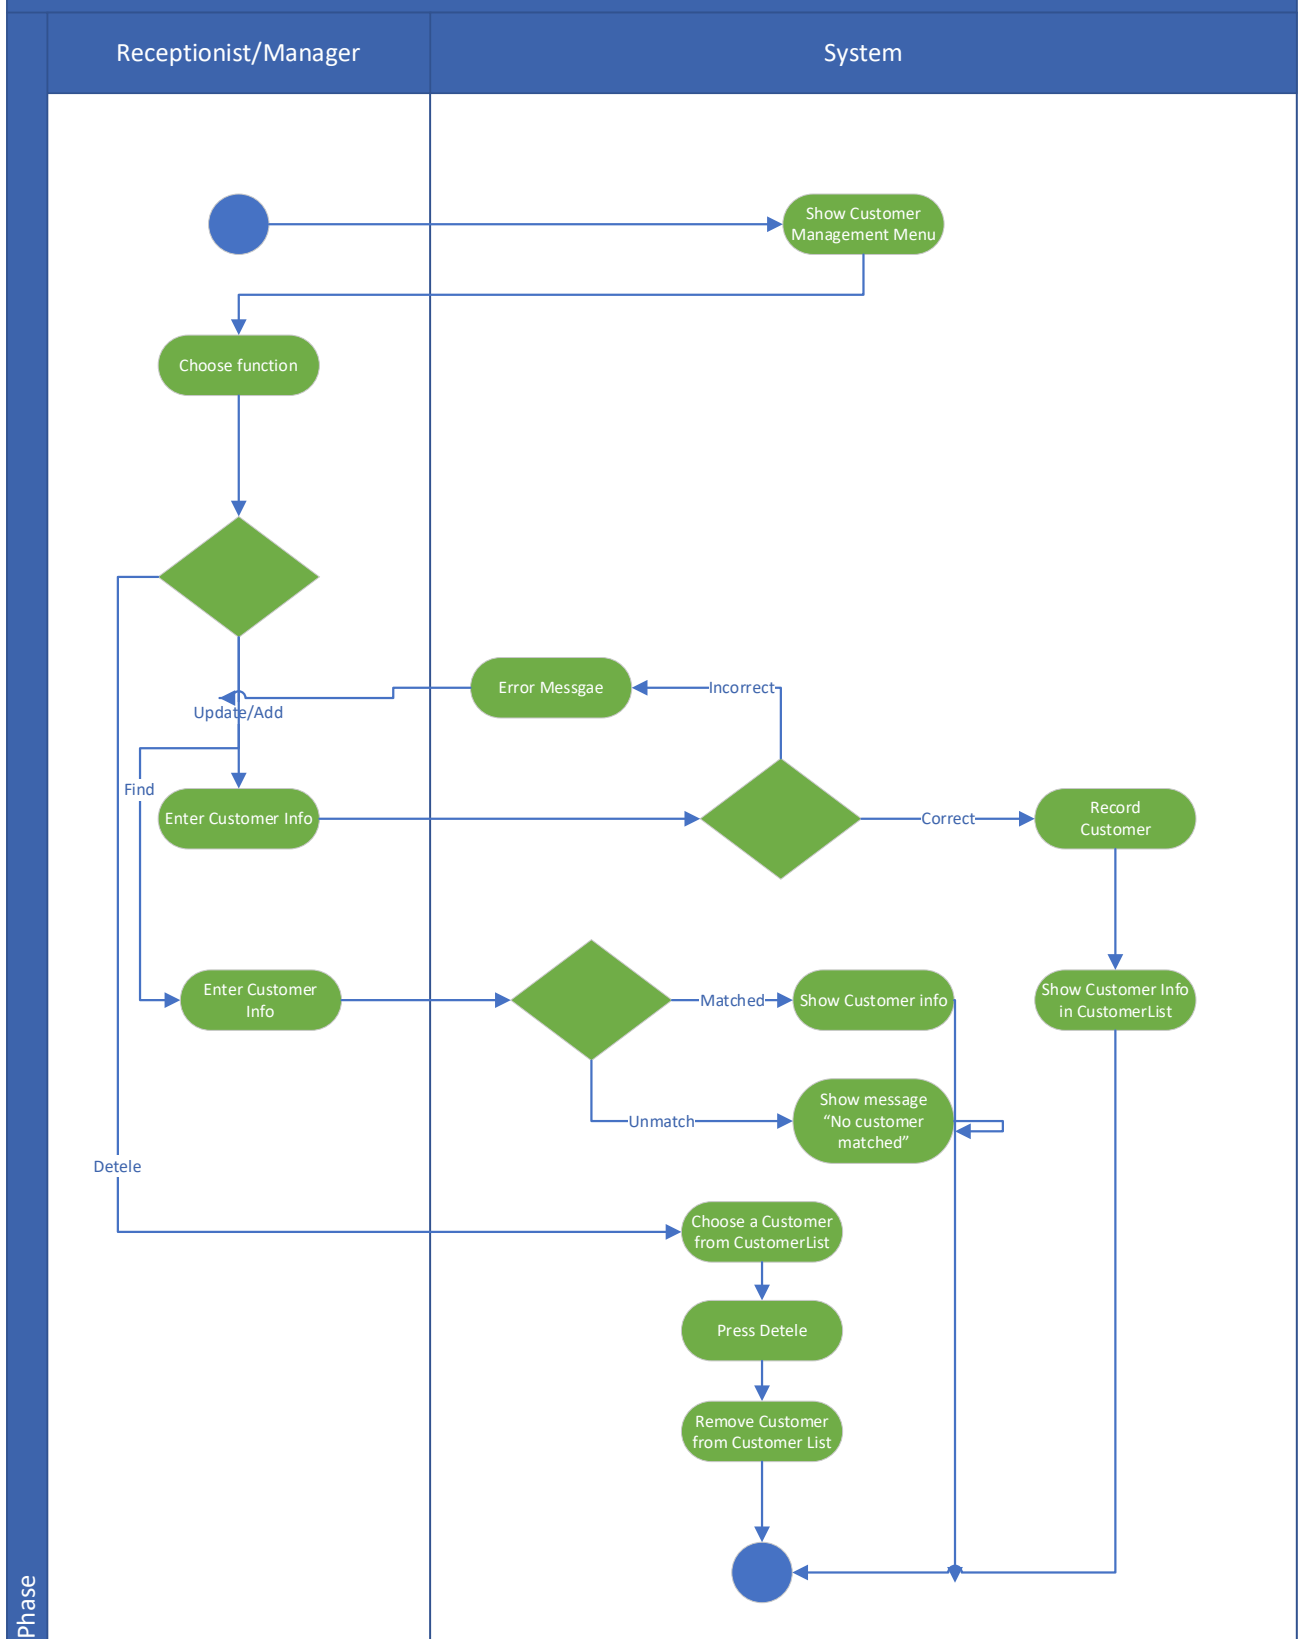 Receptionist/Manager
System
Show Customer
Management Menu
Choose function
Error Messgae
Incorrect
Update/Add
Find
Enter Customer Info
Correct
Record
Customer
Enter Customer
Info
Matched
Show Customer info
Show Customer Info
in CustomerList
Show message
“No customer
matched”
Unmatch
Detele
Choose a Customer
from CustomerList
Press Detele
Remove Customer
from Customer List
Phase